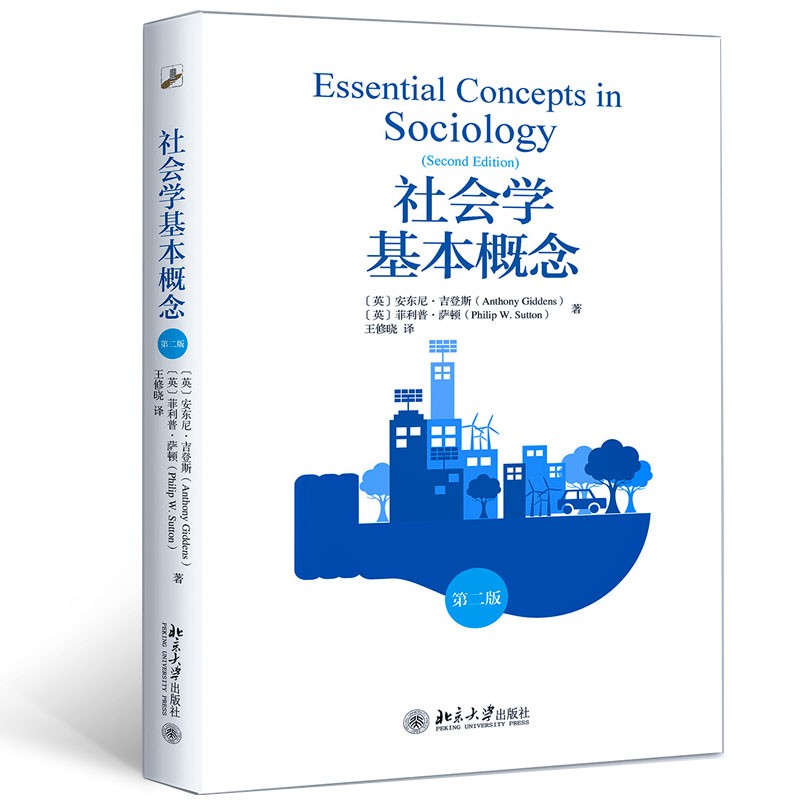 Essential Concepts in
Sociology
(Second Edition)
社会学
基本概念
〔英〕安东尼·吉登斯（Anthony Giddens）
〔英〕菲利普·萨顿（Philip W. Sutton）
著
王修晓 译
第二版
北京大学出版社
PEKING UNIVERSITY PRESS
社会学基本概念
第二版
〔英〕安东尼·吉登斯（Anthony Giddens）
〔英〕菲利普·萨顿（Philip W. Sutton）
著
王修晓 译
北京大学出版社
PEKING UNIVERSITY PRESS